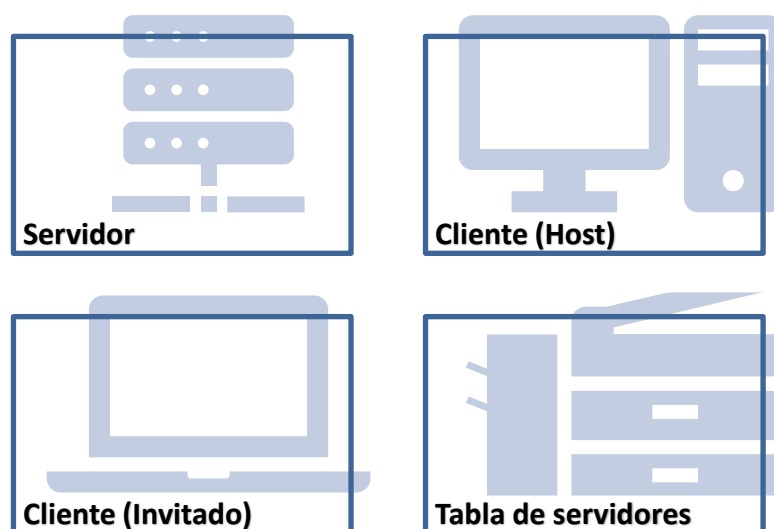 Servidor
Cliente (Host)
Cliente (Invitado)
Tabla de servidores